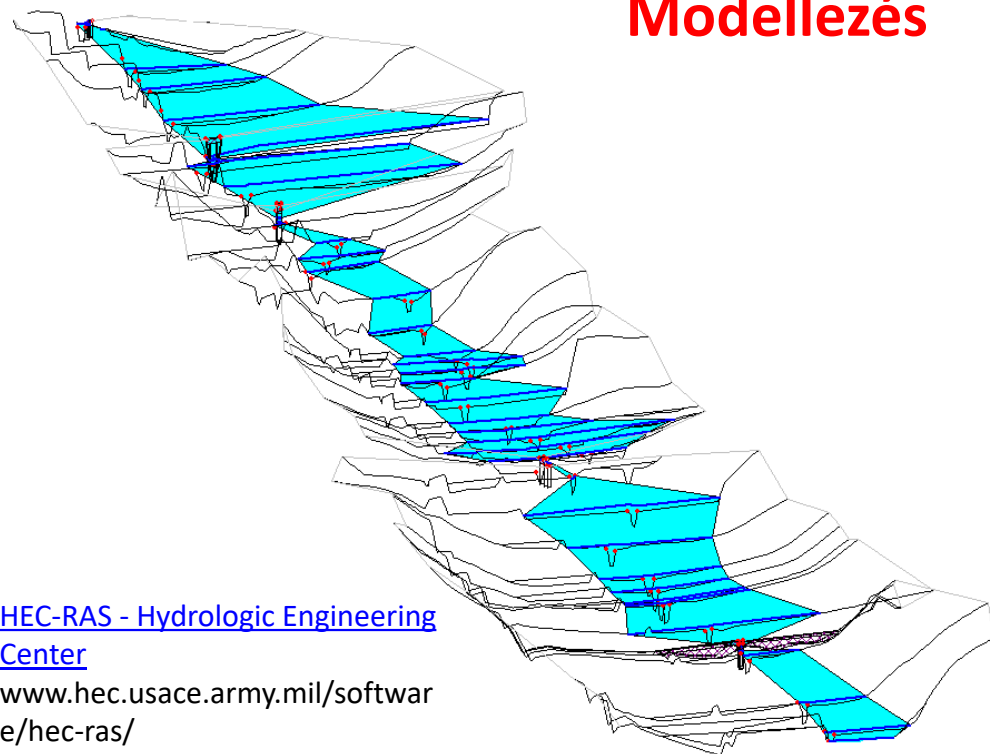 Modellezés
HEC-RAS - Hydrologic Engineering
Center
www.hec.usace.army.mil/softwar
e/hec-ras/